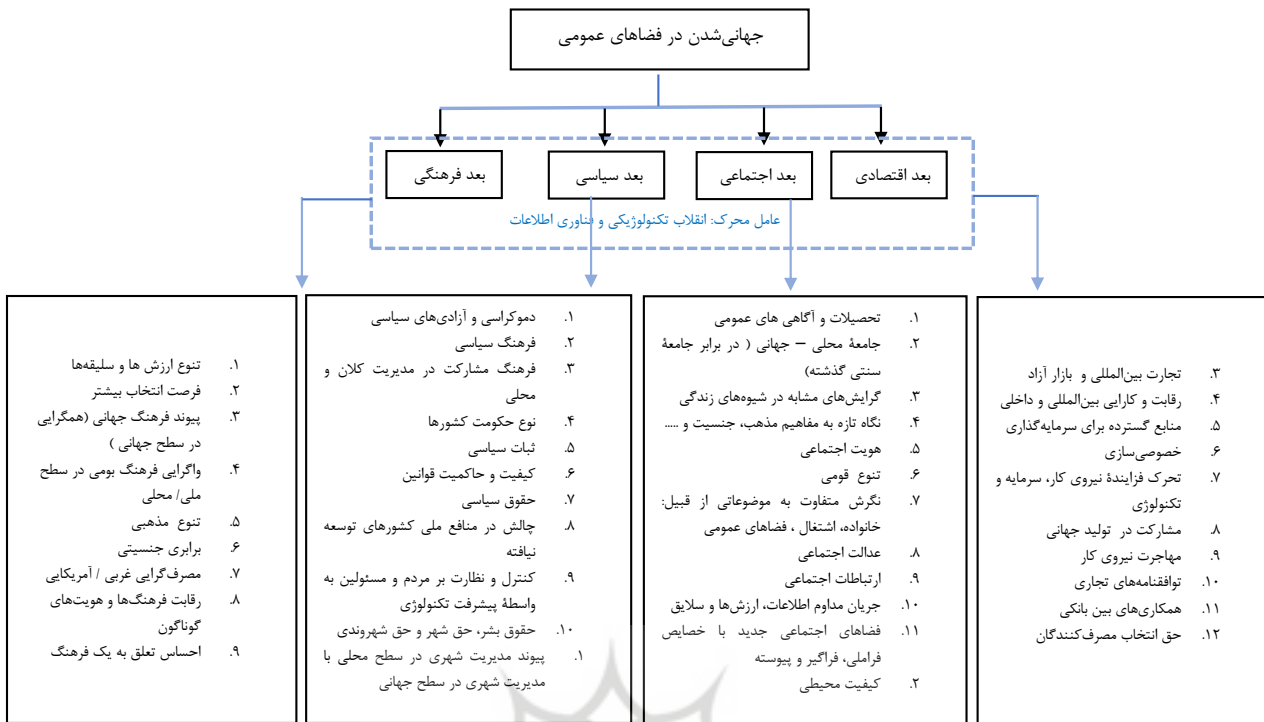 جهانی‌شدن در فضاهای عمومی
بعد اقتصادی
بعد اجتماعی
بعد سیاسی
بعد فرهنگی
عامل محرک: انقلاب تکنولوژیکی و فناوری اطلاعات
۳. تجارت بین‌المللی و بازار آزاد
۴. رقابت و کارایی بین‌المللی و داخلی
۵. منابع گسترده برای سرمایه‌گذاری
۶. خصوصی‌سازی
۷. تحرک فزایندهٔ نیروی کار، سرمایه و
تکنولوژی
۸. مشارکت در تولید جهانی
۹. مهاجرت نیروی کار
۱۰. توافقنامه‌های تجاری
۱۱. همکاری‌های بین بانکی
۱۲. حق انتخاب مصرف‌کنندگان
۱. تحصیلات و آگاهی های عمومی
۲. جامعهٔ محلی – جهانی ( در برابر جامعهٔ
سنتی گذشته)
۳. گرایش‌های مشابه در شیوه‌های زندگی
۴. نگاه تازه به مفاهیم مذهب، جنسیت و .....
۵. هویت اجتماعی
۶. تنوع قومی
۷. نگرش متفاوت به موضوعاتی از قبیل:
خانواده، اشتغال ، فضاهای عمومی
۸. عدالت اجتماعی
۹. ارتباطات اجتماعی
۱۰. جریان مداوم اطلاعات، ارزش‌ها و سلایق
۱۱. فضاهای اجتماعی جدید با خصایص
فراملی، فراگیر و پیوسته
۲. کیفیت محیطی
۱. دموکراسی و آزادی‌های سیاسی
۲. فرهنگ سیاسی
۳. فرهنگ مشارکت در مدیریت کلان و
محلی
۴. نوع حکومت کشورها
۵. ثبات سیاسی
۶. کیفیت و حاکمیت قوانین
۷. حقوق سیاسی
۸. چالش در منافع ملی کشورهای توسعه
نیافته
۹. کنترل و نظارت بر مردم و مسئولین به
واسطهٔ پیشرفت تکنولوژی
۱۰. حقوق بشر، حق شهر و حق شهروندی
۱. پیوند مدیریت شهری در سطح محلی با
مدیریت شهری در سطح جهانی
۱. تنوع ارزش ها و سلیقه‌ها
۲. فرصت انتخاب بیشتر
۳. پیوند فرهنگ جهانی (همگرایی
در سطح جهانی )
۴. واگرایی فرهنگ بومی در سطح
ملی/ محلی
۵. تنوع مذهبی
۶. برابری جنسیتی
۷. مصرف‌گرایی غربی / آمریکایی
۸. رقابت فرهنگ‌ها و هویت‌های
گوناگون
۹. احساس تعلق به یک فرهنگ